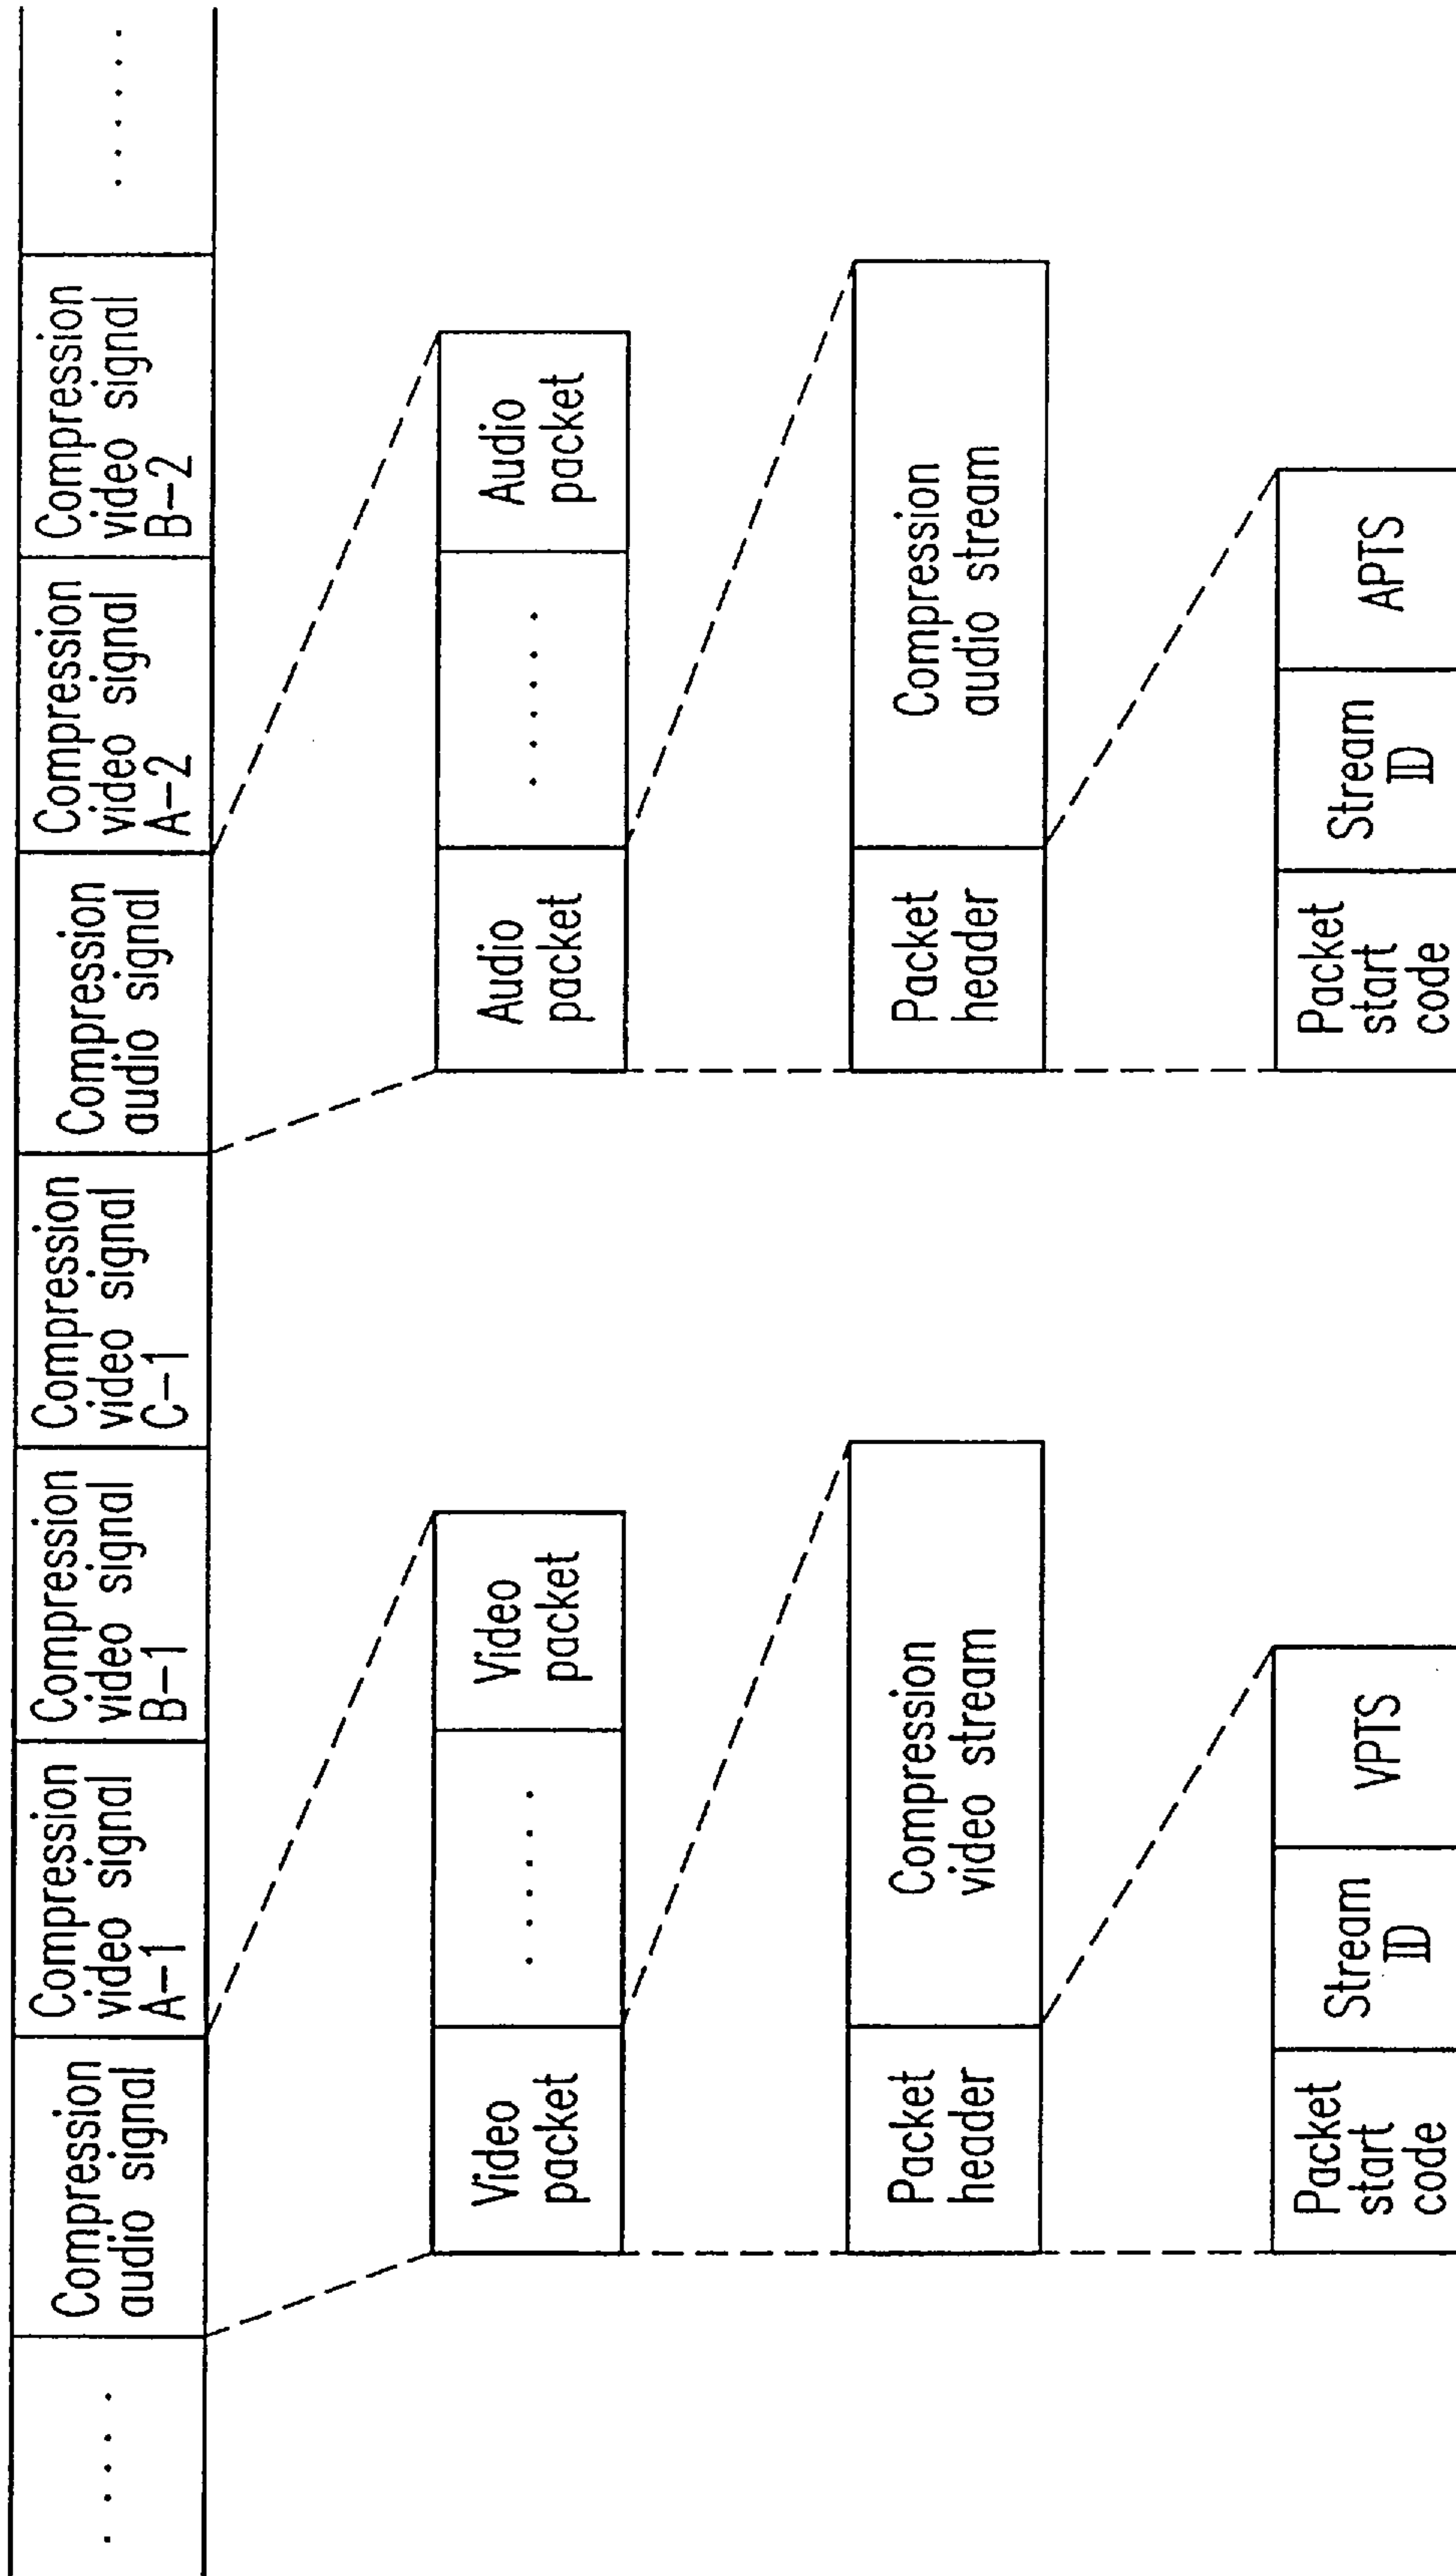 . . . . .
Compression
audio signal
Compression
video signal
A-1
Compression
video signal
B-1
Compression
video signal
C-1
Compression
audio signal
Compression
video signal
A-2
Compression
video signal
B-2
. . . . . .
Video
packet
. . . . . .
Video
packet
Audio
packet
. . . . . .
Audio
packet
Packet
header
Compression
video stream
Packet
header
Compression
audio stream
Packet
start
code
Stream
ID
VPTS
Packet
start
code
Stream
ID
APTS